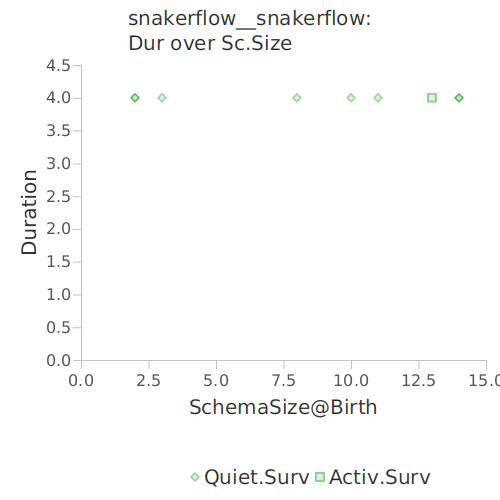 snakerflow__snakerflow:
Dur over Sc.Size
4.5
4.0
3.5
3.0
2.5
2.0
1.5
1.0
0.5
0.0
Duration
0.0 2.5 5.0 7.5 10.0 12.5 15.0
SchemaSize@Birth
Quiet.Surv Activ.Surv